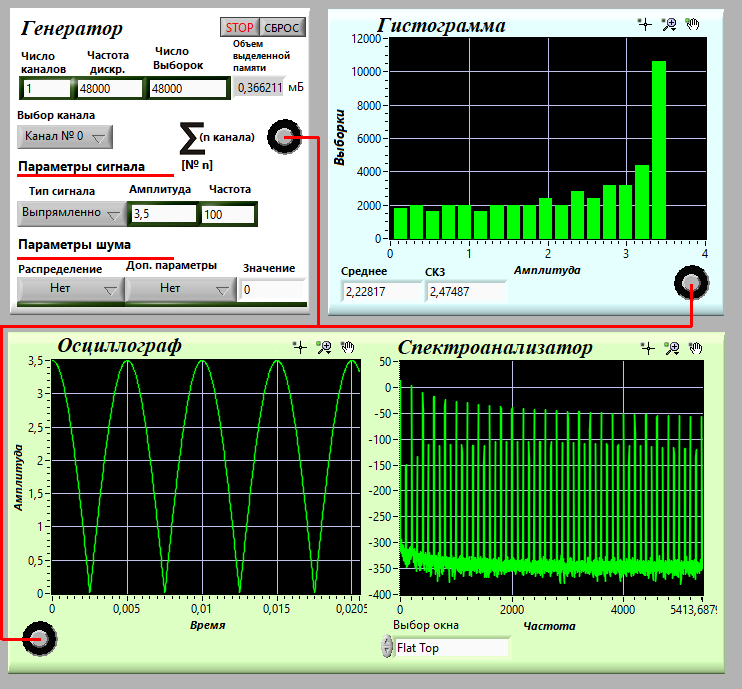 Генератор
STOP СБРОС
Число каналов
Частота дискр.
Число Выборок
Объем выделенной памяти
1 48000 48000 0,366211 мБ
Выбор канала
Канал № 0
Σ(n канала)
[№ n]
Параметры сигнала
Тип сигнала Амплитуда Частота
Выпрямленно 3,5 100
Параметры шума
Распределение Доп. параметры Значение
Нет Нет 0
Гистограмма
12000
10000
8000
6000
4000
2000
0
Выборки
0 1 2 3 4
Амплитуда
Среднее СКЗ
2,22817 2,47487
Осциллограф
3,5
3
2,5
2
1,5
1
0,5
0
Амплитуда
0 0,005 0,01 0,015 0,0205
Время
Спектроанализатор
50
0
-50
-100
-150
-200
-250
-300
-350
-400
0 2000 4000 5413,6879
Частота
Выбор окна
Flat Top